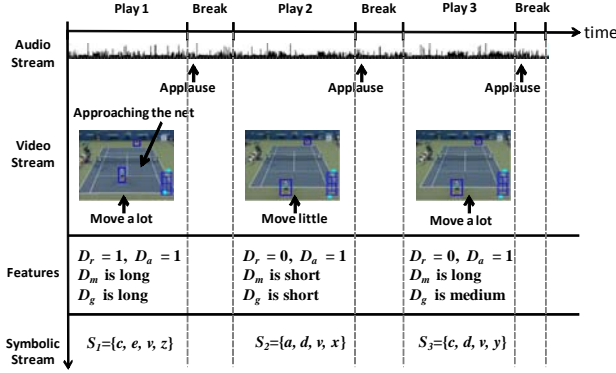 Play 1 Break Play 2 Break Play 3 Break
time
Audio Stream
Applause Applause Applause
Approaching the net
Video Stream
Move a lot Move little Move a lot
Features
D_r = 1, D_a = 1 D_r = 0, D_a = 1 D_r = 0, D_a = 1
D_m is long D_m is short D_m is long
D_g is long D_g is short D_g is medium
Symbolic Stream
S_1={c, e, v, z} S_2={a, d, v, x} S_3={c, d, v, y}